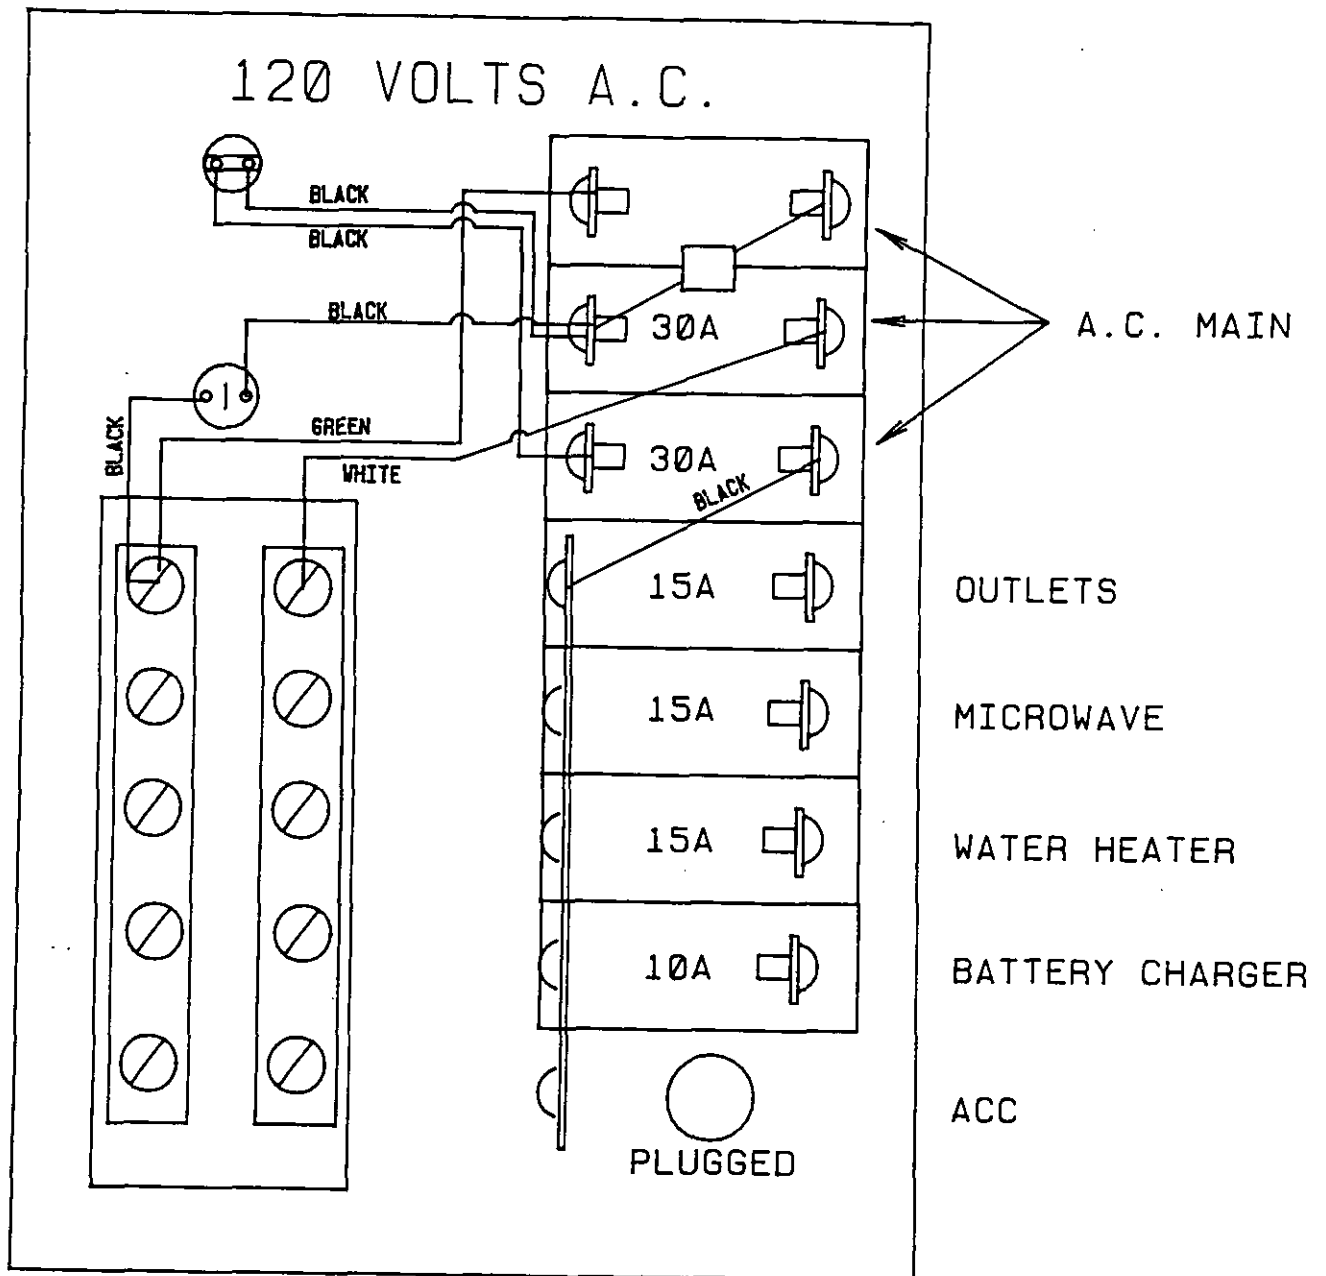 120 VOLTS A.C.
BLACK
BLACK
BLACK
30A
A.C. MAIN
BLACK
GREEN
WHITE
30A
BLACK
15A
OUTLETS
15A
MICROWAVE
15A
WATER HEATER
10A
BATTERY CHARGER
ACC
PLUGGED